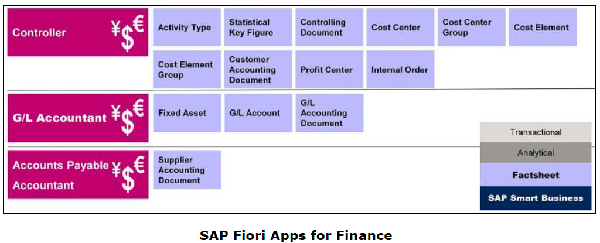 Controller
¥$€
Activity Type
Statistical
Key Figure
Controlling
Document
Cost Center
Cost Center
Group
Cost Element
Cost Element
Group
Customer
Accounting
Document
Profit Center
Internal Order
G/L Accountant
¥$€
Fixed Asset
G/L Account
G/L
Accounting
Document
Accounts Payable
Accountant
¥$€
Supplier
Accounting
Document
Transactional
Analytical
Factsheet
SAP Smart Business
SAP Fiori Apps for Finance